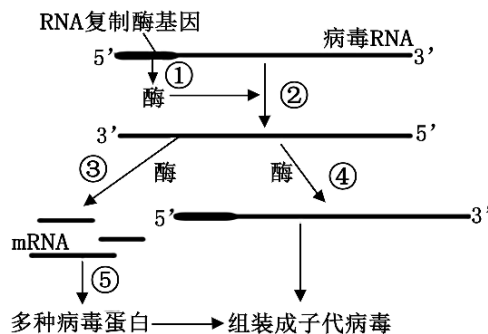 RNA复制酶基因
5' 病毒RNA 3'
①
酶 ②
3' 5'
③ 酶 酶 ④
5' 3'
mRNA
⑤
多种病毒蛋白 组装成子代病毒